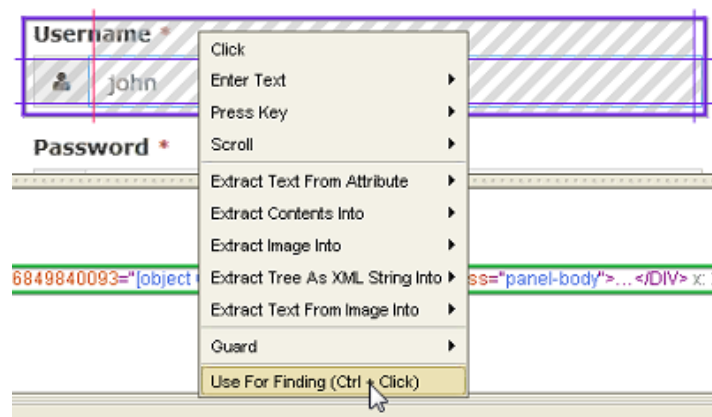 Username *
john
Password *
Click
Enter Text
Press Key
Scroll
Extract Text From Attribute
Extract Contents Into
Extract Image Into
Extract Tree As XML String Into
Extract Text From Image Into
Guard
Use For Finding (Ctrl + Click)
6849840093="[object ss="panel-body">...</DIV> x: